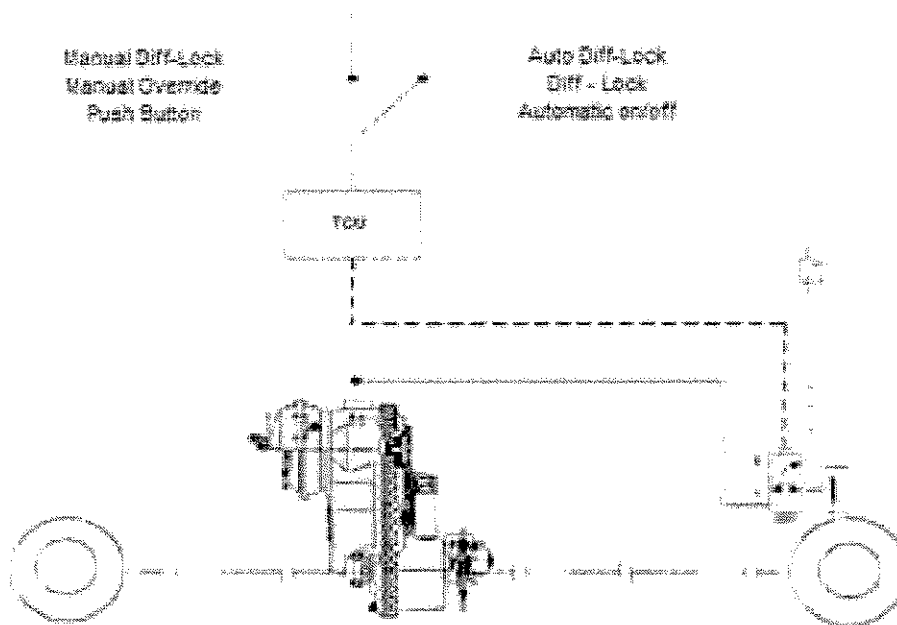 Manual Diff-Lock
Manual Override
Push Button
Auto Diff-Lock
Diff - Lock
Automatic on/off
TCU